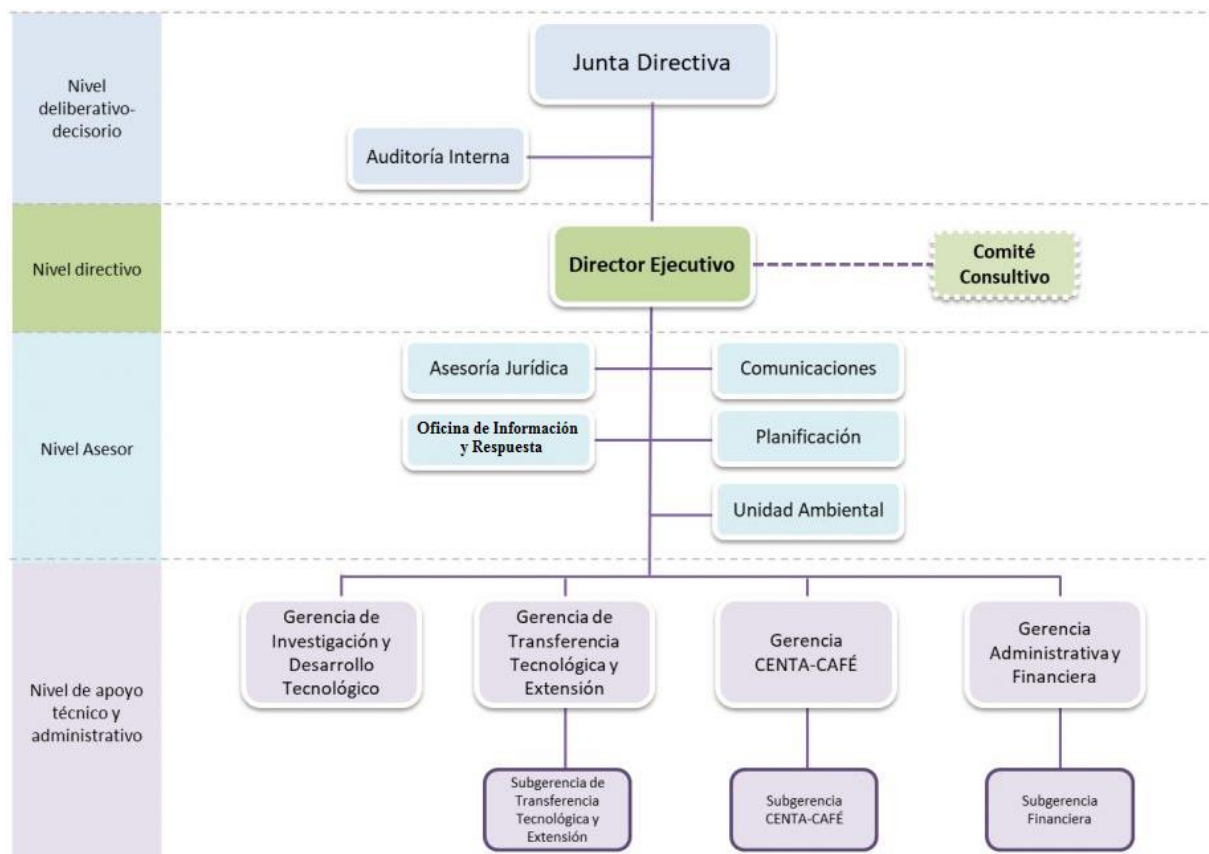 Nivel
deliberativo-
decisorio
Junta Directiva
Auditoría Interna
Nivel directivo
Director Ejecutivo
Comité
Consultivo
Nivel Asesor
Asesoría Jurídica
Comunicaciones
Oficina de Información
y Respuesta
Planificación
Unidad Ambiental
Nivel de apoyo
técnico y
administrativo
Gerencia de
Investigación y
Desarrollo
Tecnológico
Gerencia de
Transferencia
Tecnológica y
Extensión
Gerencia
CENTA-CAFÉ
Gerencia
Administrativa y
Financiera
Subgerencia de
Transferencia
Tecnológica y
Extensión
Subgerencia
CENTA-CAFÉ
Subgerencia
Financiera